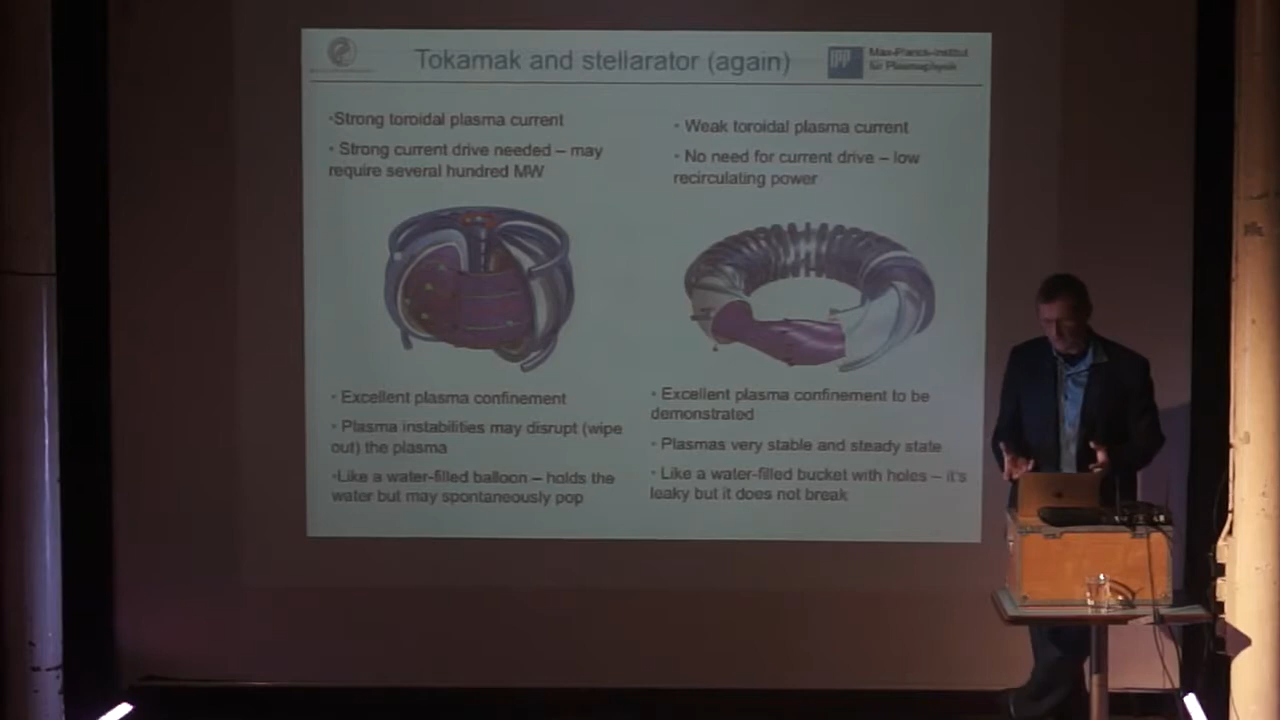 Tokamak and stellarator (again)
IPP
Max-Planck-Institut
für Plasmaphysik
•Strong toroidal plasma current
• Strong current drive needed – may
require several hundred MW
• Weak toroidal plasma current
• No need for current drive – low
recirculating power
• Excellent plasma confinement
• Plasma instabilities may disrupt (wipe
out) the plasma
•Like a water-filled balloon – holds the
water but may spontaneously pop
• Excellent plasma confinement to be
demonstrated
• Plasmas very stable and steady state
• Like a water-filled bucket with holes – it's
leaky but it does not break